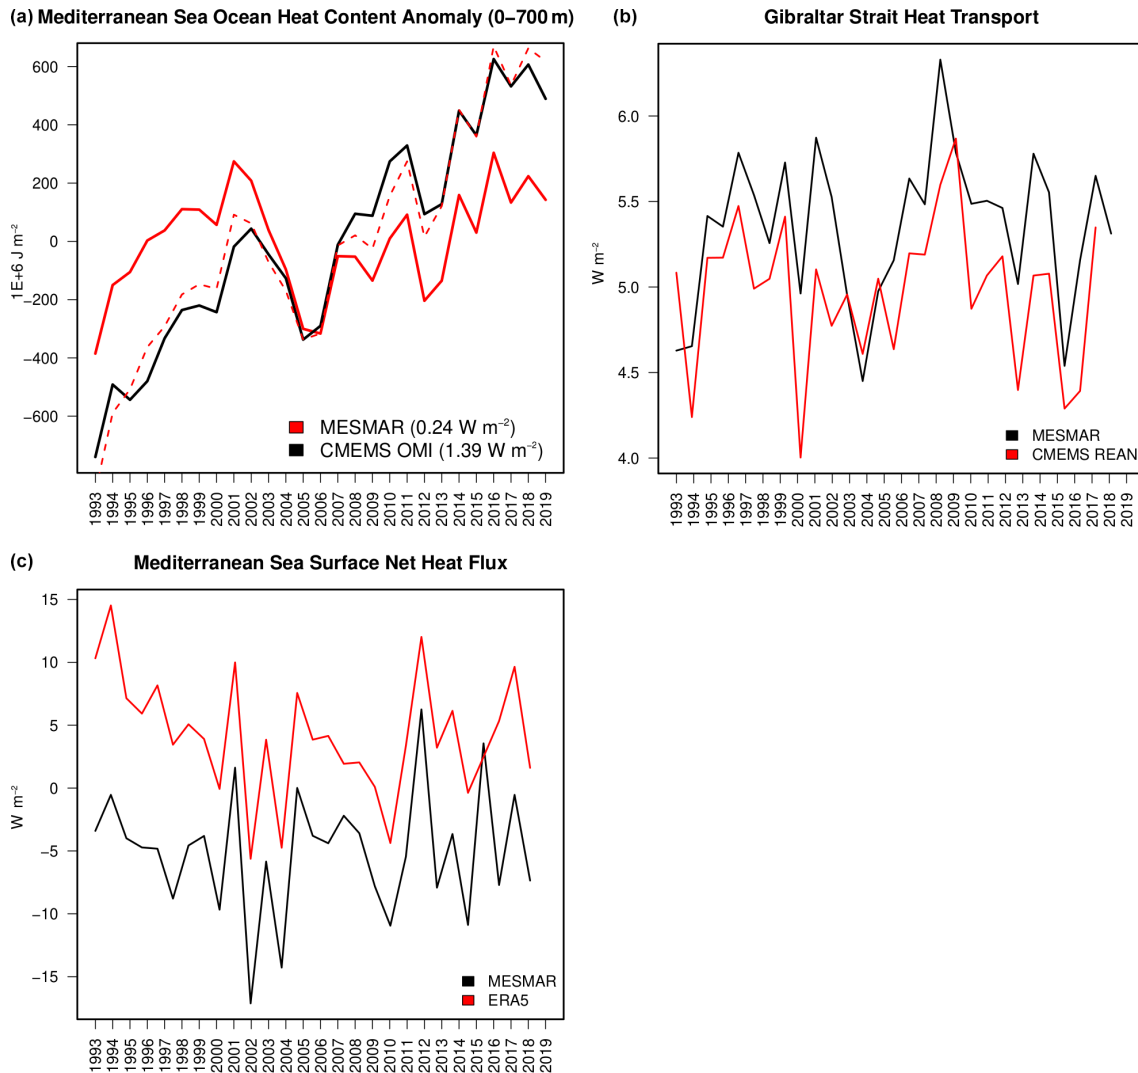 (a) Mediterranean Sea Ocean Heat Content Anomaly (0−700 m)
600
400
200
0
−200
−400
−600
1E+6 J m⁻²
MESMAR (0.24 W m⁻²)
CMEMS OMI (1.39 W m⁻²)
1993 1994 1995 1996 1997 1998 1999 2000 2001 2002 2003 2004 2005 2006 2007 2008 2009 2010 2011 2012 2013 2014 2015 2016 2017 2018 2019
(b) Gibraltar Strait Heat Transport
6.0
5.5
5.0
4.5
4.0
W m⁻²
MESMAR
CMEMS REAN
1993 1994 1995 1996 1997 1998 1999 2000 2001 2002 2003 2004 2005 2006 2007 2008 2009 2010 2011 2012 2013 2014 2015 2016 2017 2018 2019
(c) Mediterranean Sea Surface Net Heat Flux
15
10
5
0
−5
−10
−15
W m⁻²
MESMAR
ERA5
1993 1994 1995 1996 1997 1998 1999 2000 2001 2002 2003 2004 2005 2006 2007 2008 2009 2010 2011 2012 2013 2014 2015 2016 2017 2018 2019